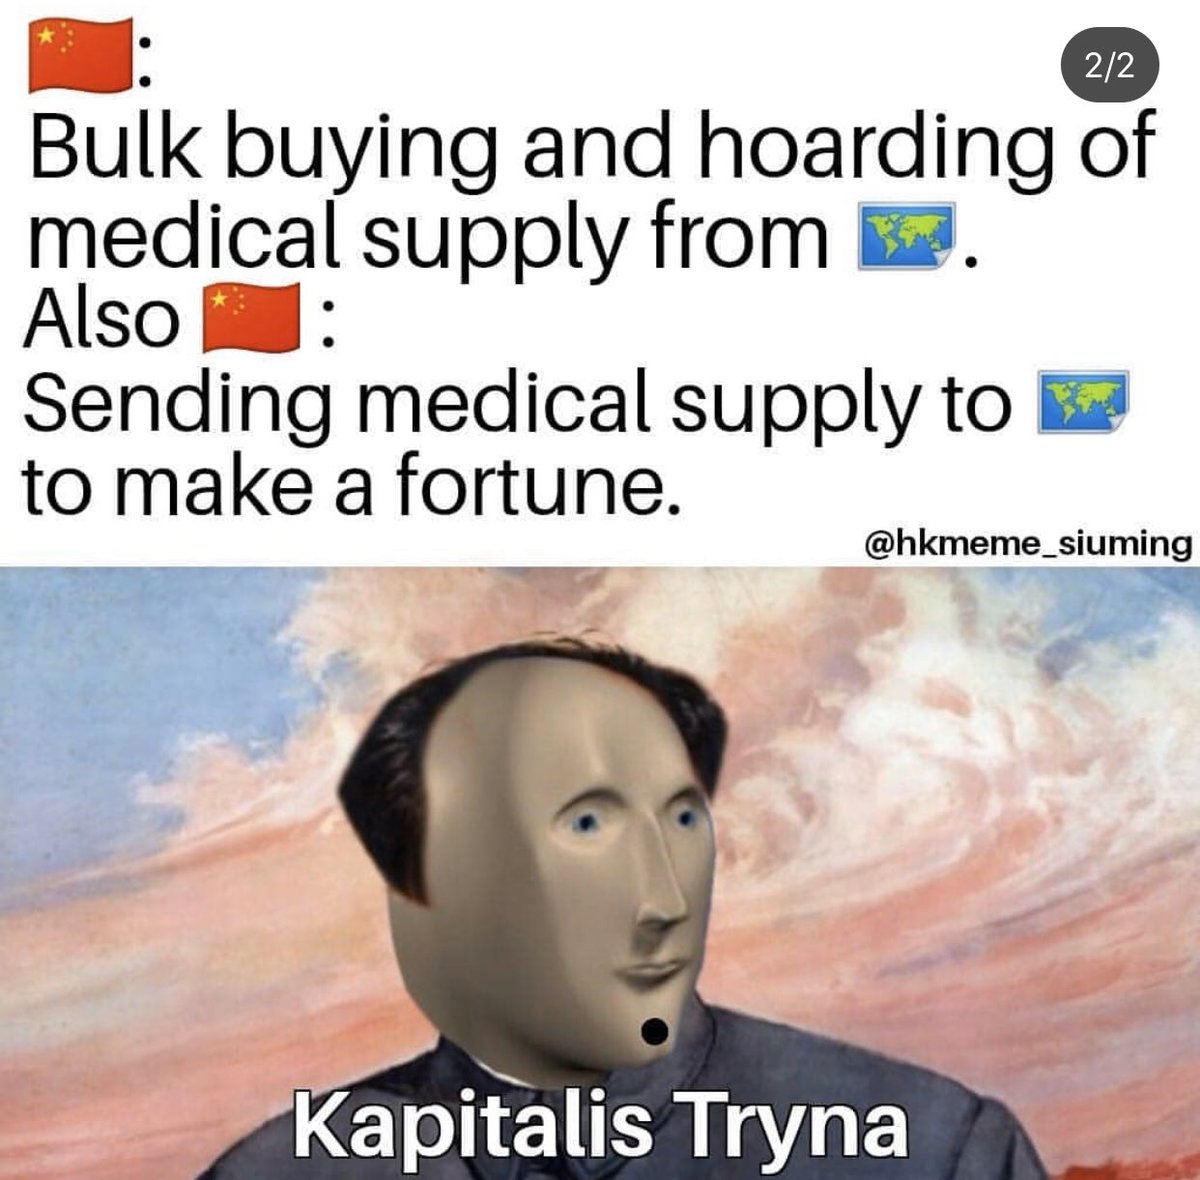 🇨🇳:
2/2
Bulk buying and hoarding of
medical supply from 🗺️.
Also 🇨🇳 :
Sending medical supply to 🗺️
to make a fortune.
@hkmeme_siuming
Kapitalis Tryna